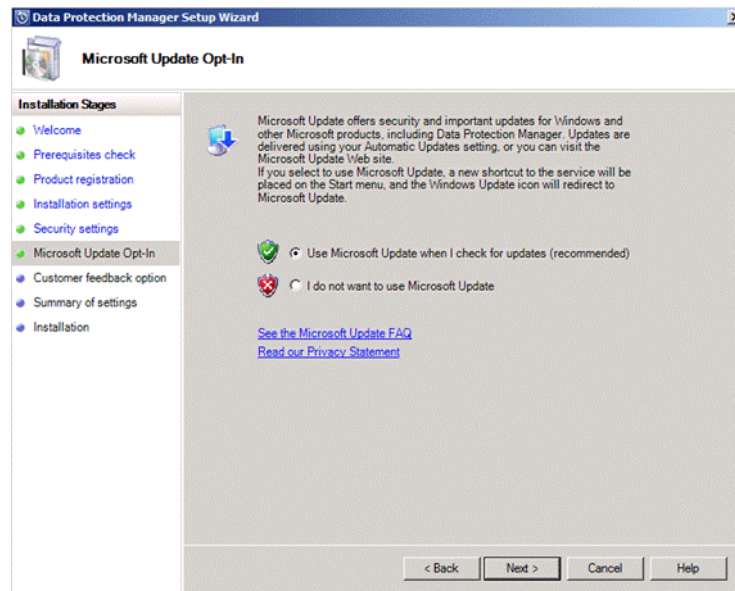 Data Protection Manager Setup Wizard
Microsoft Update Opt-In
Installation Stages
Welcome
Prerequisites check
Product registration
Installation settings
Security settings
Microsoft Update Opt-In
Customer feedback option
Summary of settings
Installation
Microsoft Update offers security and important updates for Windows and
other Microsoft products, including Data Protection Manager. Updates are
delivered using your Automatic Updates setting, or you can visit the
Microsoft Update Web site.
If you select to use Microsoft Update, a new shortcut to the service will be
placed on the Start menu, and the Windows Update icon will redirect to
Microsoft Update.
Use Microsoft Update when I check for updates (recommended)
I do not want to use Microsoft Update
See the Microsoft Update FAQ
Read our Privacy Statement
< Back
Next >
Cancel
Help